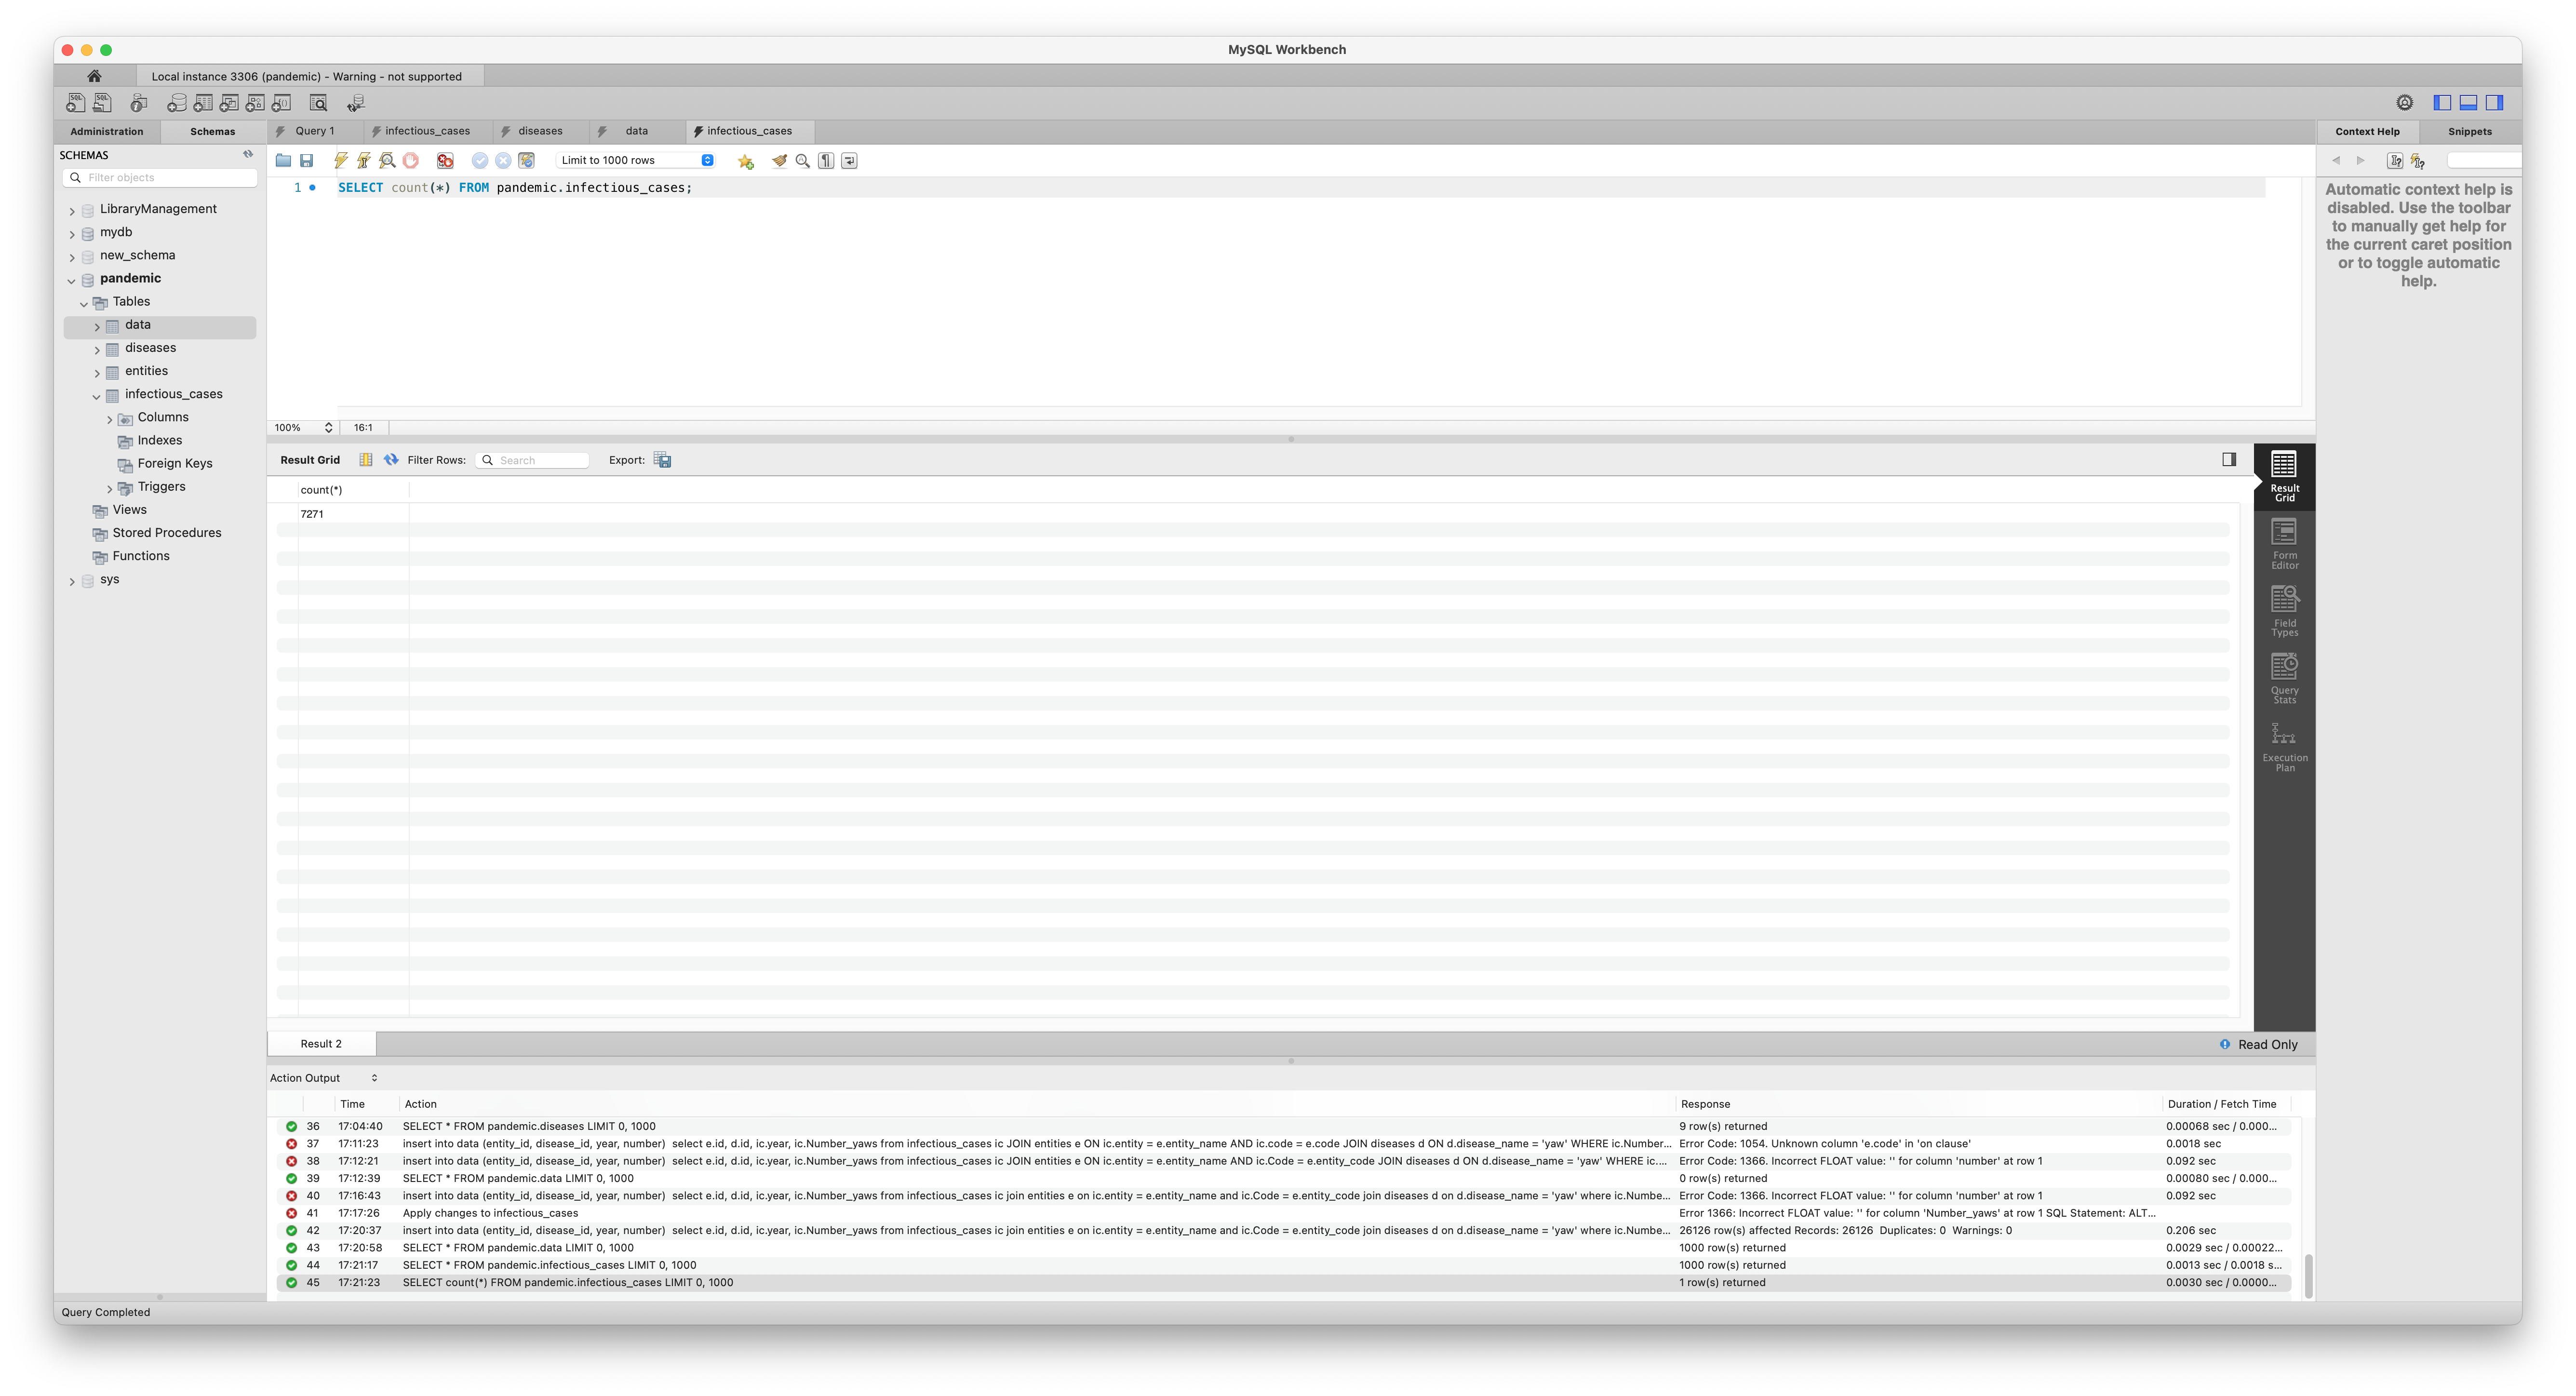 MySQL Workbench
Local instance 3306 (pandemic) - Warning - not supported
Administration
Schemas
Query 1
infectious_cases
diseases
data
infectious_cases
Context Help
Snippets
SCHEMAS
Filter objects
LibraryManagement
mydb
new_schema
pandemic
Tables
data
diseases
entities
infectious_cases
Columns
Indexes
Foreign Keys
Triggers
Views
Stored Procedures
Functions
sys
Limit to 1000 rows
1 SELECT count(*) FROM pandemic.infectious_cases;
Automatic context help is
disabled. Use the toolbar
to manually get help for
the current caret position
or to toggle automatic
help.
100% 16:1
Result Grid Filter Rows: Search Export:
count(*)
7271
Result
Grid
Form
Editor
Field
Types
Query
Stats
Execution
Plan
Result 2
Read Only
Action Output
Time Action Response Duration / Fetch Time
36 17:04:40 SELECT * FROM pandemic.diseases LIMIT 0, 1000 9 row(s) returned 0.00068 sec / 0.000...
37 17:11:23 insert into data (entity_id, disease_id, year, number) select e.id, d.id, ic.year, ic.Number_yaws from infectious_cases ic JOIN entities e ON ic.entity = e.entity_name AND ic.code = e.code JOIN diseases d ON d.disease_name = 'yaw' WHERE ic.Number... Error Code: 1054. Unknown column 'e.code' in 'on clause' 0.0018 sec
38 17:12:21 insert into data (entity_id, disease_id, year, number) select e.id, d.id, ic.year, ic.Number_yaws from infectious_cases ic JOIN entities e ON ic.entity = e.entity_name AND ic.Code = e.entity_code JOIN diseases d ON d.disease_name = 'yaw' WHERE ic.... Error Code: 1366. Incorrect FLOAT value: '' for column 'number' at row 1 0.092 sec
39 17:12:39 SELECT * FROM pandemic.data LIMIT 0, 1000 0 row(s) returned 0.00080 sec / 0.000...
40 17:16:43 insert into data (entity_id, disease_id, year, number) select e.id, d.id, ic.year, ic.Number_yaws from infectious_cases ic join entities e on ic.entity = e.entity_name and ic.Code = e.entity_code join diseases d on d.disease_name = 'yaw' where ic.Numbe... Error Code: 1366. Incorrect FLOAT value: '' for column 'number' at row 1 0.092 sec
41 17:17:26 Apply changes to infectious_cases Error 1366: Incorrect FLOAT value: '' for column 'Number_yaws' at row 1 SQL Statement: ALT...
42 17:20:37 insert into data (entity_id, disease_id, year, number) select e.id, d.id, ic.year, ic.Number_yaws from infectious_cases ic join entities e on ic.entity = e.entity_name and ic.Code = e.entity_code join diseases d on d.disease_name = 'yaw' where ic.Numbe... 26126 row(s) affected Records: 26126 Duplicates: 0 Warnings: 0 0.206 sec
43 17:20:58 SELECT * FROM pandemic.data LIMIT 0, 1000 1000 row(s) returned 0.0029 sec / 0.00022...
44 17:21:17 SELECT * FROM pandemic.infectious_cases LIMIT 0, 1000 1000 row(s) returned 0.0013 sec / 0.0018 s...
45 17:21:23 SELECT count(*) FROM pandemic.infectious_cases LIMIT 0, 1000 1 row(s) returned 0.0030 sec / 0.0000...
Query Completed